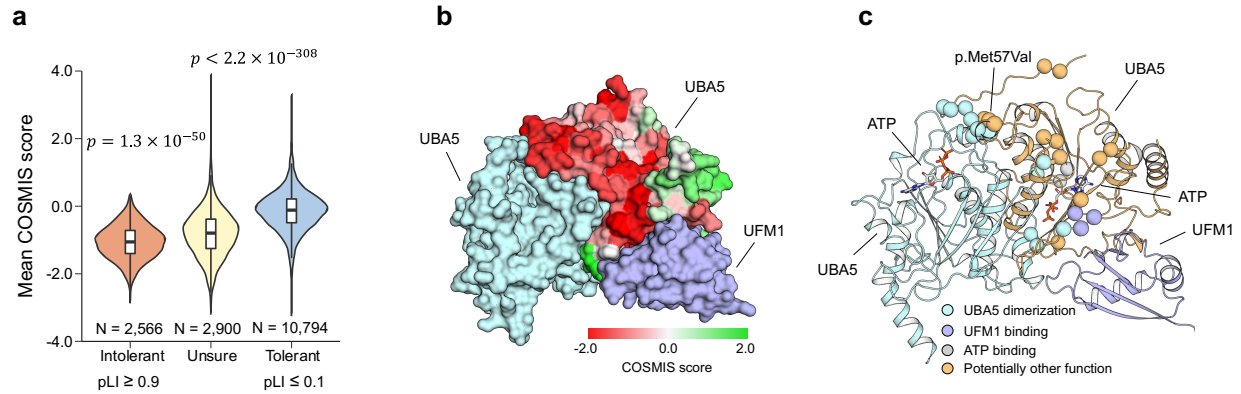 a
p < 2.2 × 10⁻³⁰⁸
p = 1.3 × 10⁻⁵⁰
Mean COSMIS score
4.0
2.0
0.0
-2.0
-4.0
N = 2,566 N = 2,900 N = 10,794
Intolerant Unsure Tolerant
pLI ≥ 0.9 pLI ≤ 0.1
b
UBA5
UBA5
UFM1
-2.0 0.0 2.0
COSMIS score
c
p.Met57Val
UBA5
ATP
ATP
UFM1
UBA5
UBA5 dimerization
UFM1 binding
ATP binding
Potentially other function